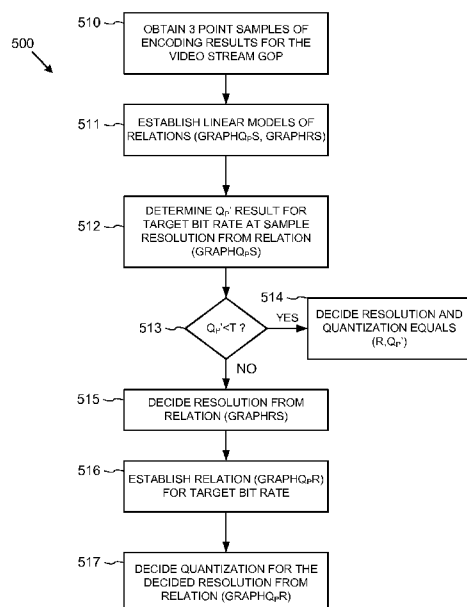 500
510
OBTAIN 3 POINT SAMPLES OF
ENCODING RESULTS FOR THE
VIDEO STREAM GOP
511
ESTABLISH LINEAR MODELS OF
RELATIONS (GRAPHQPS, GRAPHRS)
512
DETERMINE QP' RESULT FOR
TARGET BIT RATE AT SAMPLE
RESOLUTION FROM RELATION
(GRAPHQPS)
513
QP'<T ?
YES
514
DECIDE RESOLUTION AND
QUANTIZATION EQUALS
(R,QP')
NO
515
DECIDE RESOLUTION FROM
RELATION (GRAPHRS)
516
ESTABLISH RELATION (GRAPHQPR)
FOR TARGET BIT RATE
517
DECIDE QUANTIZATION FOR THE
DECIDED RESOLUTION FROM
RELATION (GRAPHQPR)